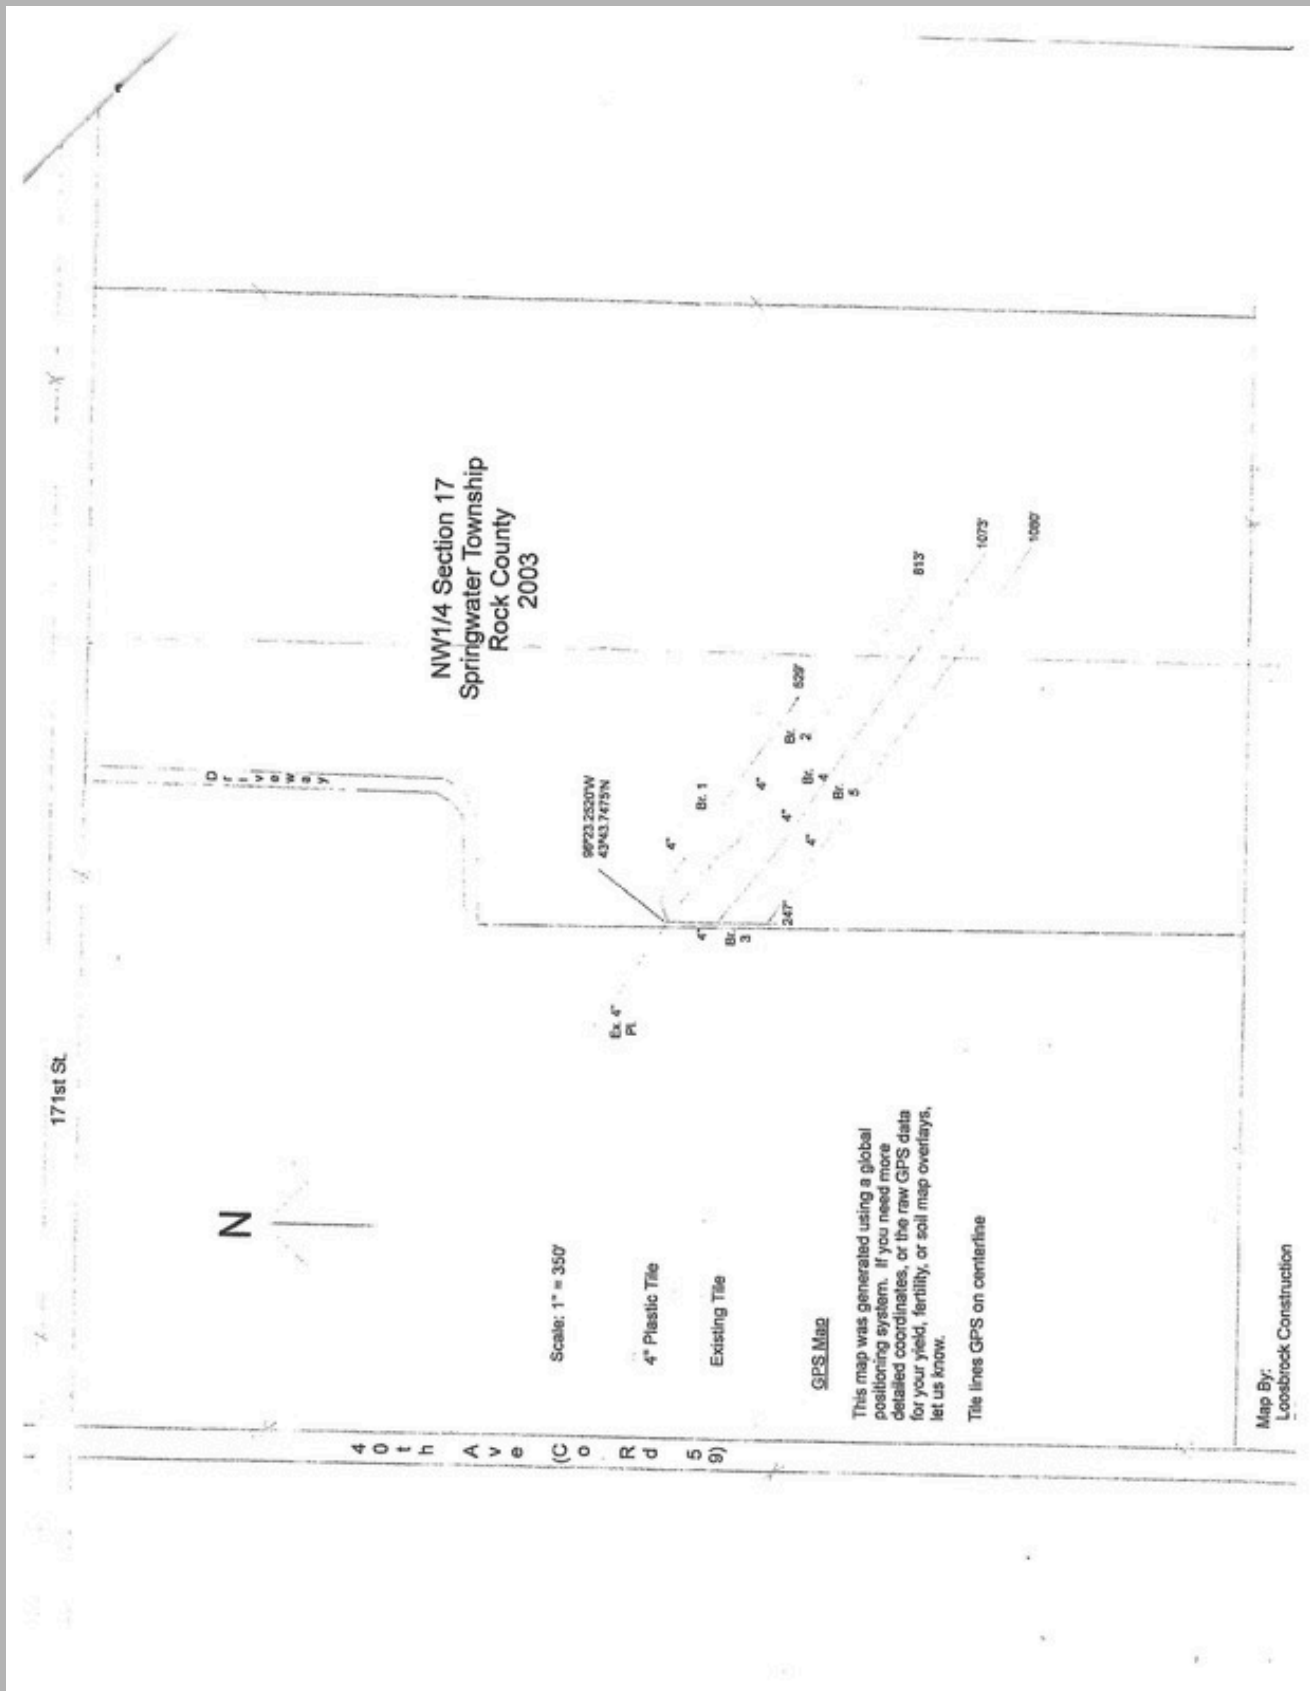 171st St.
NW1/4 Section 17
Springwater Township
Rock County
2003
Driveway
N
40th Ave (Co Rd 59)
96°23.2520'W
43°43.7475'N
Ex. 4"
Pl.
4"
Br. 1
629'
4"
Br.
2
813'
4"
Br.
3
247'
4"
Br.
4
1073'
4"
Br.
5
1080'
Scale: 1" = 350'
4" Plastic Tile
Existing Tile
GPS Map
This map was generated using a global
positioning system. If you need more
detailed coordinates, or the raw GPS data
for your yield, fertility, or soil map overlays,
let us know.
Tile lines GPS on centerline
Map By:
Loosbrock Construction